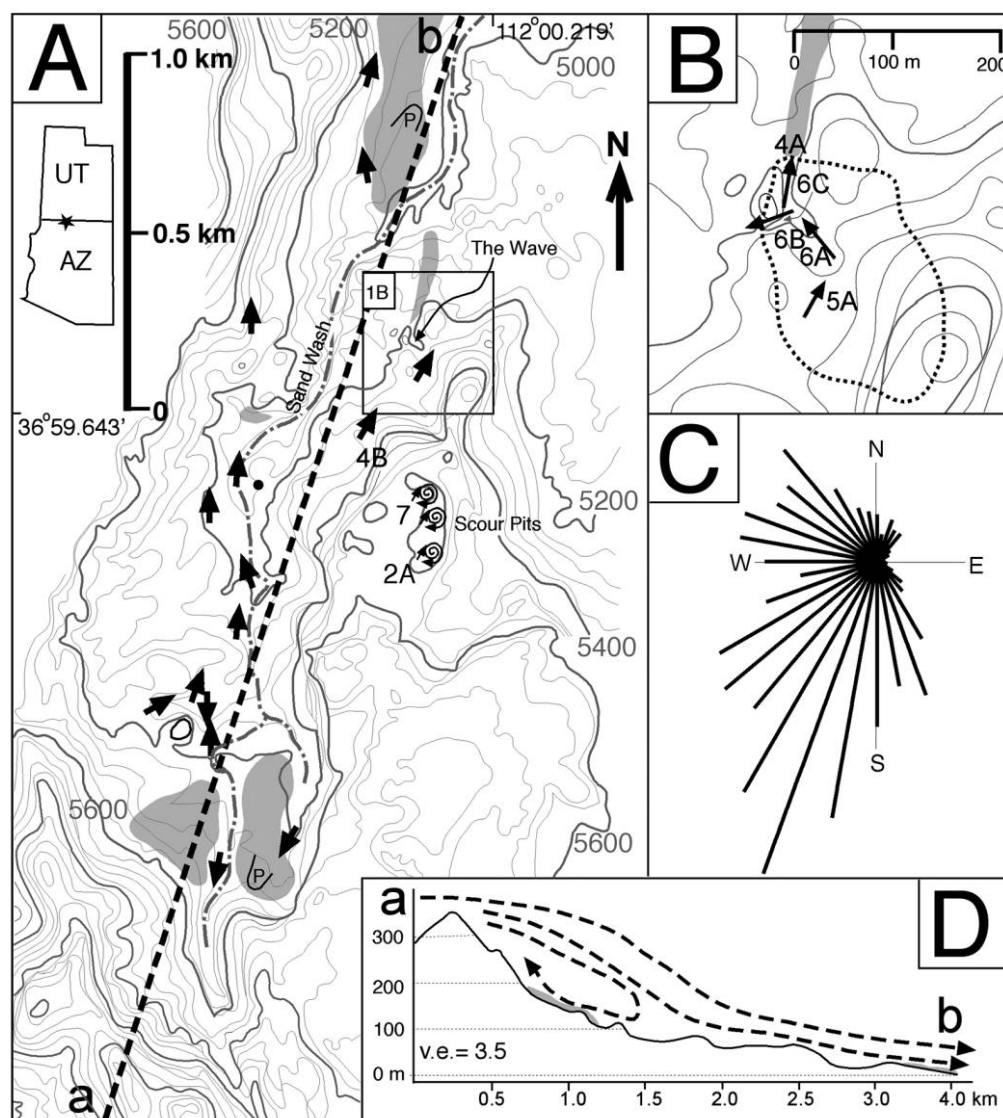 A
5600
5200
b
112°00.219'
5000
1.0 km
UT
AZ
0.5 km
0
P
N
The Wave
1B
Sand Wash
36°59.643'
4B
5200
7
Scour Pits
2A
5400
5600
5600
P
a
B
0
100 m
200
4A
6C
6B
6A
5A
C
N
W
E
S
D
a
300
200
100
0 m
v.e.= 3.5
b
0.5
1.0
1.5
2.0
2.5
3.0
3.5
4.0 km